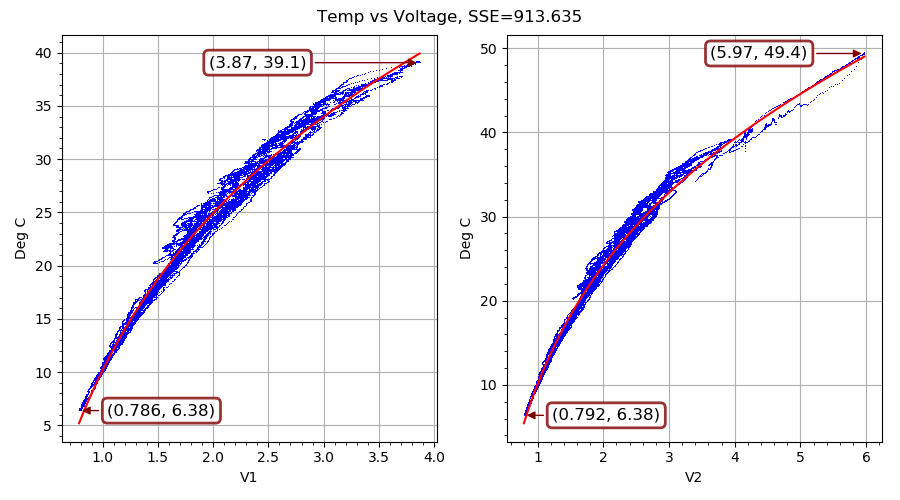 Temp vs Voltage, SSE=913.635
40
35
30
25
20
15
10
5
Deg C
(3.87, 39.1)
(0.786, 6.38)
1.0 1.5 2.0 2.5 3.0 3.5 4.0
V1
50
40
30
20
10
Deg C
(5.97, 49.4)
(0.792, 6.38)
1 2 3 4 5 6
V2